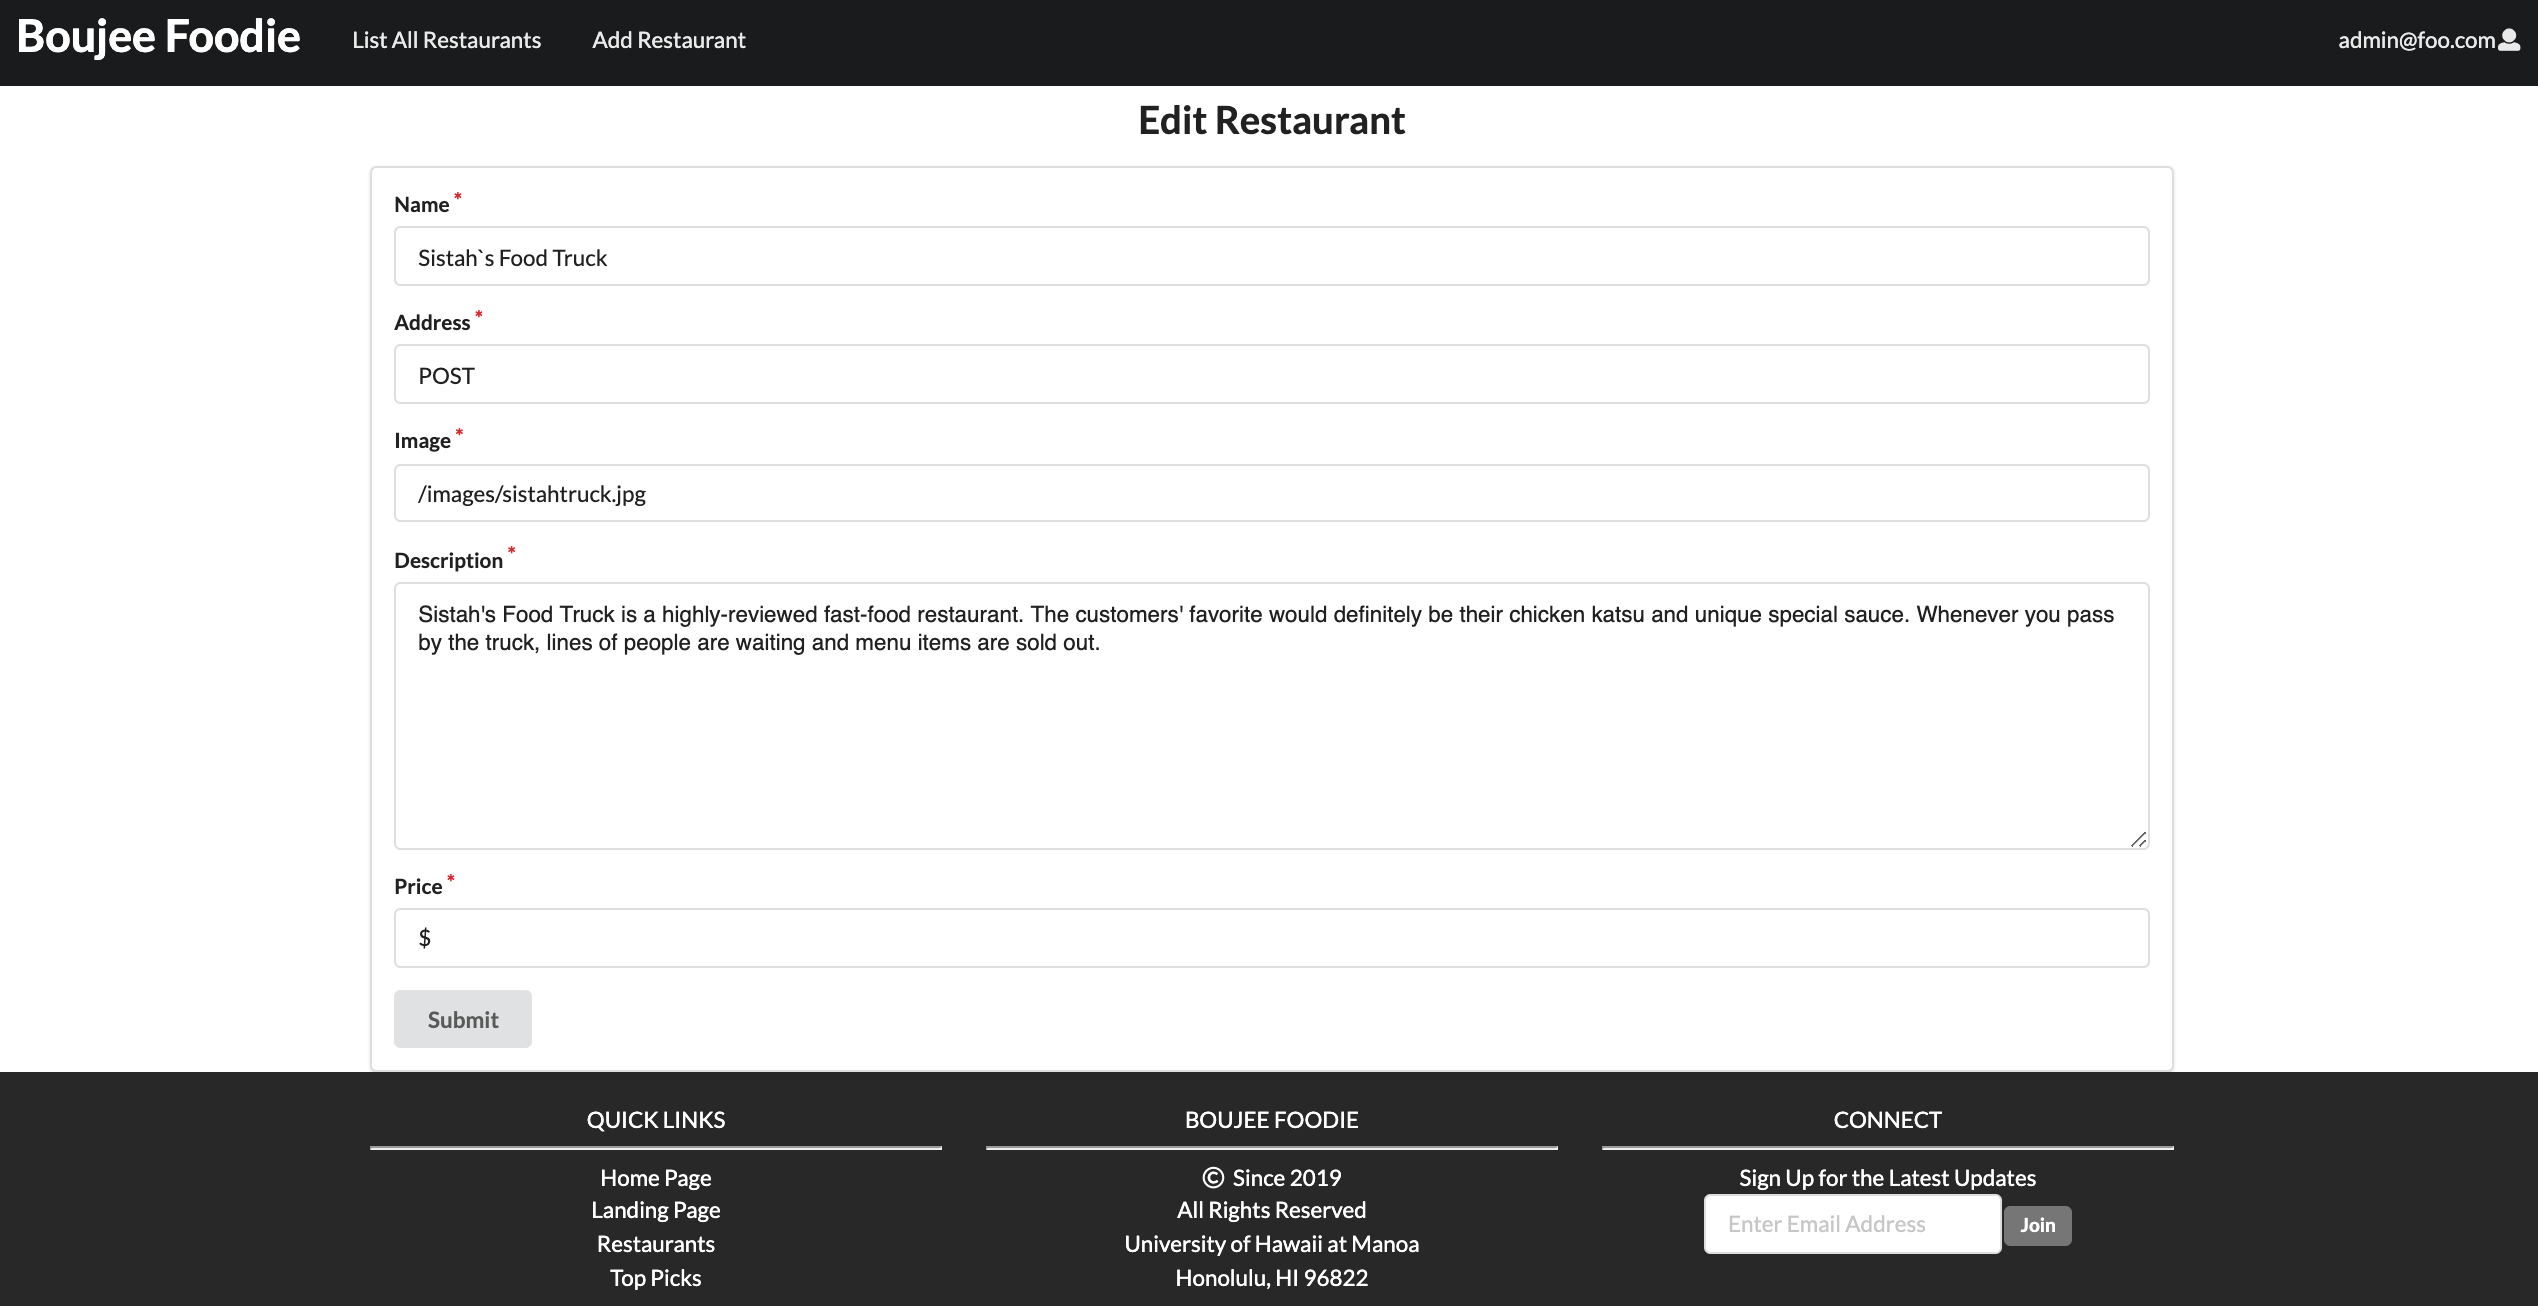 Boujee Foodie List All Restaurants Add Restaurant admin@foo.com
Edit Restaurant
Name *
Sistah`s Food Truck
Address *
POST
Image *
/images/sistahtruck.jpg
Description *
Sistah's Food Truck is a highly-reviewed fast-food restaurant. The customers' favorite would definitely be their chicken katsu and unique special sauce. Whenever you pass
by the truck, lines of people are waiting and menu items are sold out.
Price *
$
Submit
QUICK LINKS
Home Page
Landing Page
Restaurants
Top Picks
BOUJEE FOODIE
© Since 2019
All Rights Reserved
University of Hawaii at Manoa
Honolulu, HI 96822
CONNECT
Sign Up for the Latest Updates
Enter Email Address Join